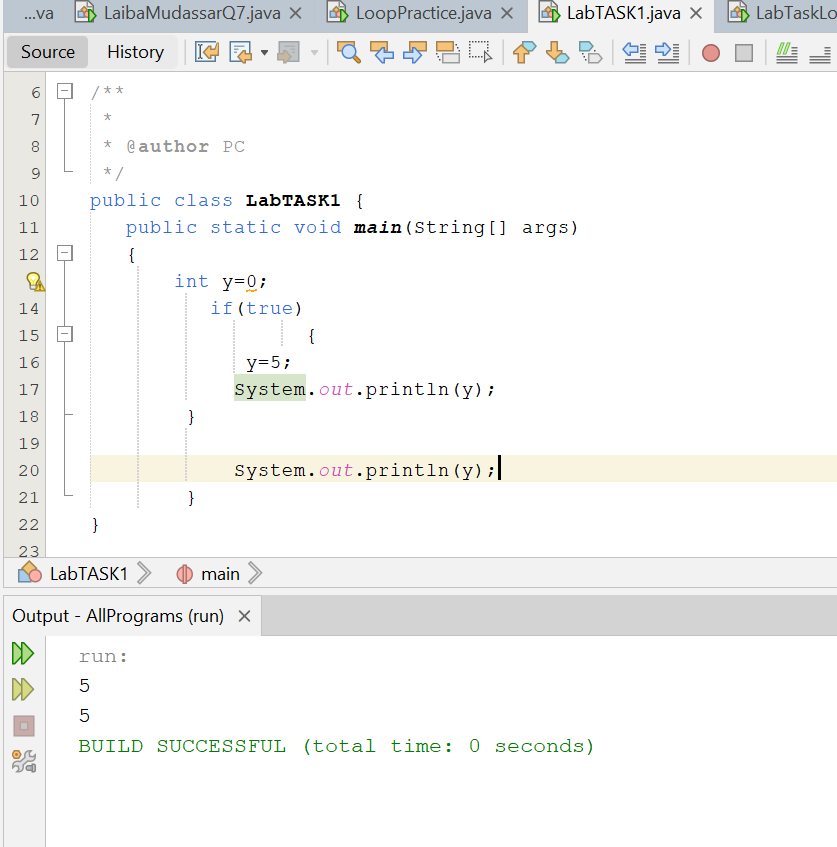 ...va LaibaMudassarQ7.java LoopPractice.java LabTASK1.java LabTaskLo
Source History
6 /**
7 *
8 * @author PC
9 */
10 public class LabTASK1 {
11 public static void main(String[] args)
12 {
int y=0;
14 if(true)
15 {
16 y=5;
17 System.out.println(y);
18 }
19
20 System.out.println(y);
21 }
22 }
23
LabTASK1 main
Output - AllPrograms (run)
run:
5
5
BUILD SUCCESSFUL (total time: 0 seconds)